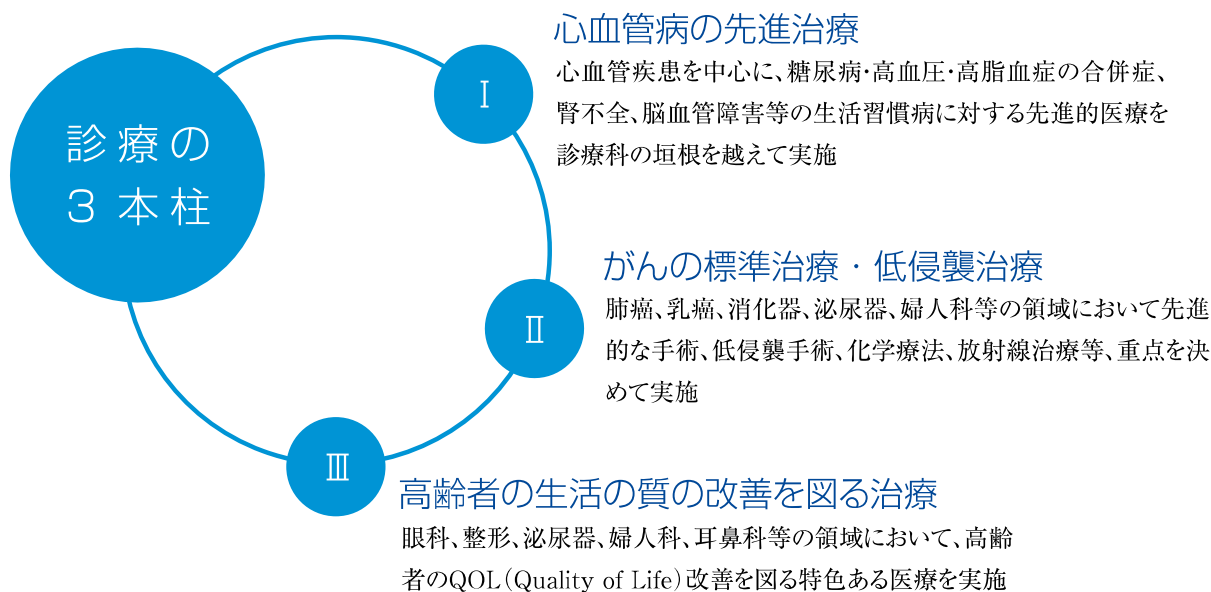 診療の
3本柱
Ⅰ
心血管病の先進治療
心血管疾患を中心に、糖尿病・高血圧・高脂血症の合併症、
腎不全、脳血管障害等の生活習慣病に対する先進的医療を
診療科の垣根を越えて実施
Ⅱ
がんの標準治療・低侵襲治療
肺癌、乳癌、消化器、泌尿器、婦人科等の領域において先進
的な手術、低侵襲手術、化学療法、放射線治療等、重点を決
めて実施
Ⅲ
高齢者の生活の質の改善を図る治療
眼科、整形、泌尿器、婦人科、耳鼻科等の領域において、高齢
者のQOL(Quality of Life)改善を図る特色ある医療を実施